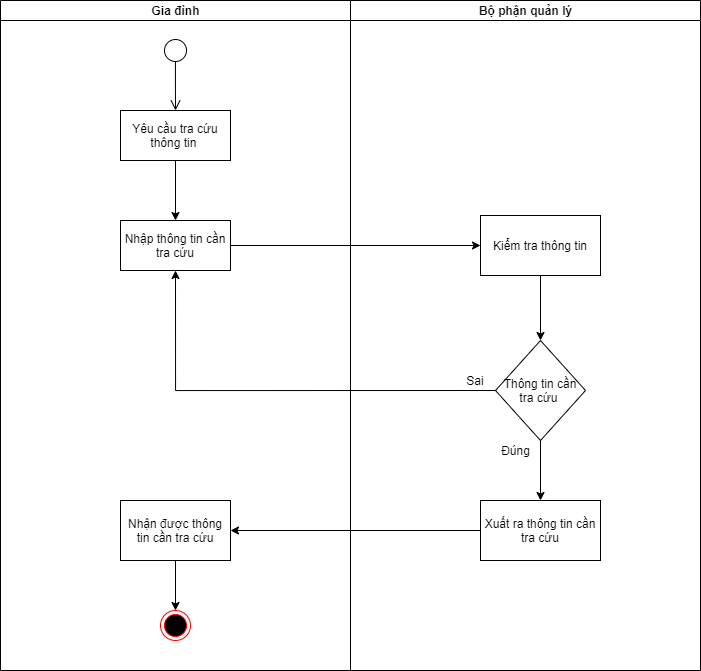 Gia đỉnh
Bộ phận quản lý
Yêu cầu tra cứu
thông tin
Nhập thông tin cần
tra cứu
Kiểm tra thông tin
Sai
Thông tin cần
tra cứu
Đúng
Nhận được thông
tin cần tra cứu
Xuất ra thông tin cần
tra cứu